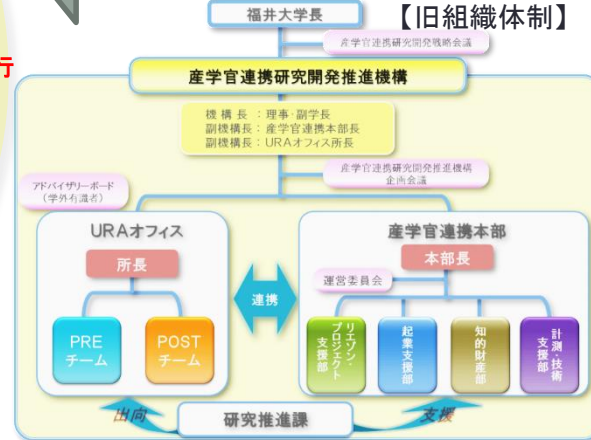 福井大学長
【旧組織体制】
産学官連携研究開発戦略会議
行
産学官連携研究開発推進機構
機構長：理事・副学長
副機構長：産学官連携本部長
副機構長：URAオフィス所長
産学官連携研究開発推進機構
企画会議
アドバイザリーボード
（学外有識者）
URAオフィス
所長
PRE
チーム
POST
チーム
連携
産学官連携本部
本部長
運営委員会
リエゾン・
プロジェクト
支援部
起業支援部
知的財産部
計測・技術
支援部
出向
研究推進課
支援